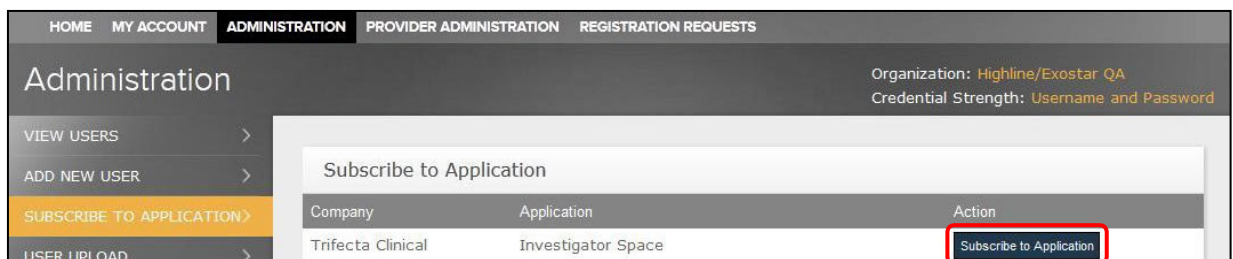 HOME MY ACCOUNT ADMINISTRATION PROVIDER ADMINISTRATION REGISTRATION REQUESTS
Administration
Organization: Highline/Exostar QA
Credential Strength: Username and Password
VIEW USERS
ADD NEW USER
SUBSCRIBE TO APPLICATION
USER UPLOAD
Subscribe to Application
Company Application Action
Trifecta Clinical Investigator Space Subscribe to Application